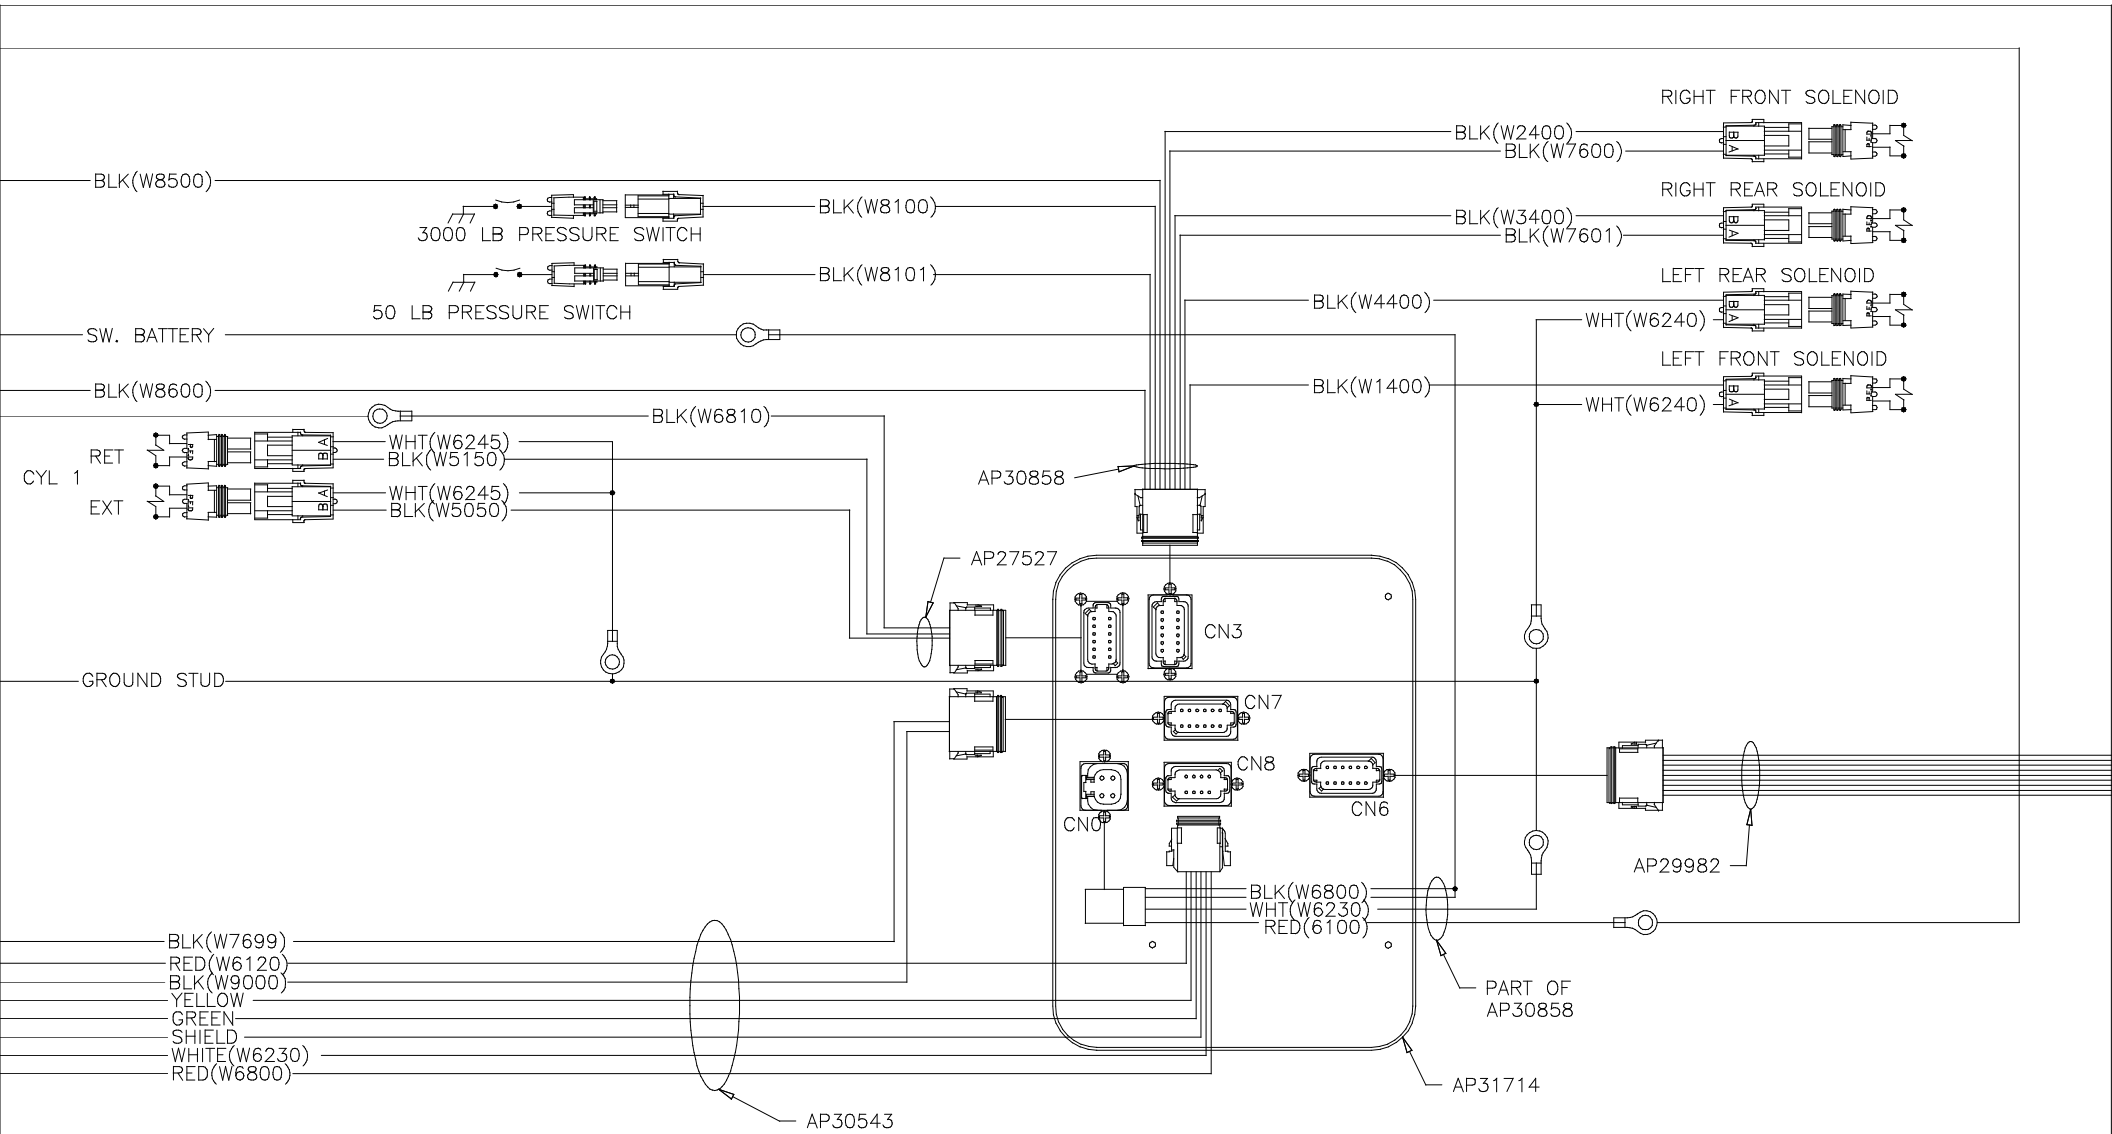 RIGHT FRONT SOLENOID
BLK(W2400)
B
A
BLK(W7600)
BLK(W8500)
RIGHT REAR SOLENOID
BLK(W8100)
BLK(W3400)
B
A
3000 LB PRESSURE SWITCH
BLK(W7601)
BLK(W8101)
LEFT REAR SOLENOID
BLK(W4400)
B
A
50 LB PRESSURE SWITCH
WHT(W6240)
SW. BATTERY
LEFT FRONT SOLENOID
BLK(W8600)
BLK(W1400)
B
A
BLK(W6810)
WHT(W6240)
RET
WHT(W6245)
A
B
BLK(W5150)
CYL 1
AP30858
EXT
WHT(W6245)
A
B
BLK(W5050)
AP27527
CN3
GROUND STUD
CN7
CN8
CN6
CN0
AP29982
BLK(W6800)
WHT(W6230)
RED(6100)
BLK(W7699)
RED(W6120)
BLK(W9000)
YELLOW
GREEN
SHIELD
WHITE(W6230)
RED(W6800)
PART OF
AP30858
AP31714
AP30543